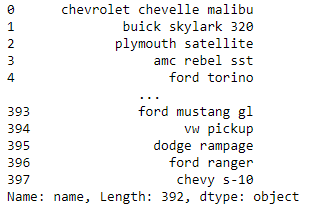 0 chevrolet chevelle malibu
1 buick skylark 320
2 plymouth satellite
3 amc rebel sst
4 ford torino
...
393 ford mustang gl
394 vw pickup
395 dodge rampage
396 ford ranger
397 chevy s-10
Name: name, Length: 392, dtype: object